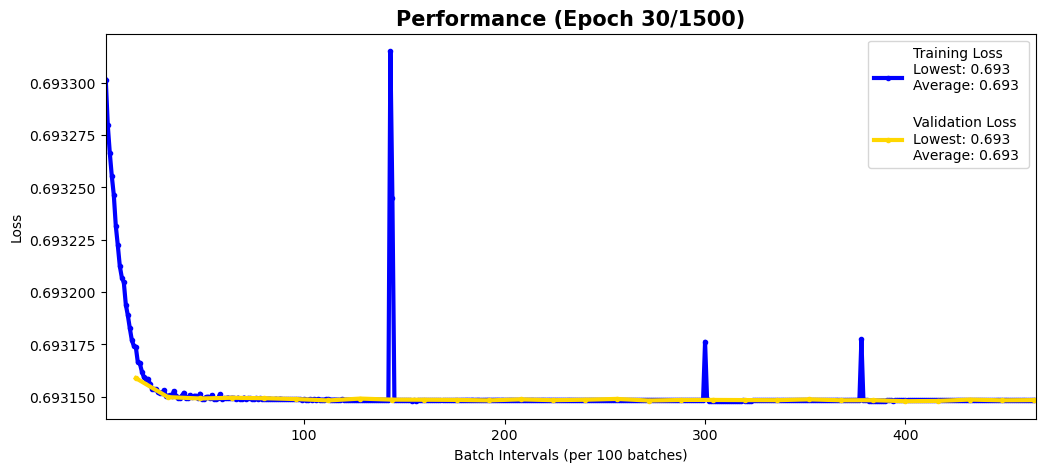 Performance (Epoch 30/1500)
Training Loss
Lowest: 0.693
Average: 0.693
Validation Loss
Lowest: 0.693
Average: 0.693
0.693300
0.693275
0.693250
0.693225
0.693200
0.693175
0.693150
Loss
100
200
300
400
Batch Intervals (per 100 batches)